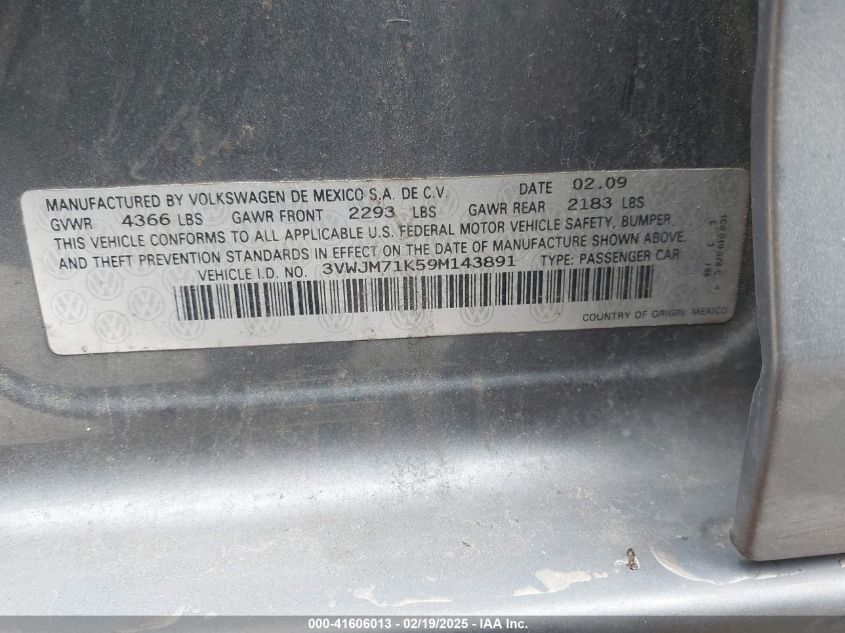 MANUFACTURED BY VOLKSWAGEN DE MEXICO S.A. DE C.V. DATE 02.09
GVWR 4366 LBS GAWR FRONT 2293 LBS GAWR REAR 2183 LBS
THIS VEHICLE CONFORMS TO ALL APPLICABLE U.S. FEDERAL MOTOR VEHICLE SAFETY, BUMPER,
AND THEFT PREVENTION STANDARDS IN EFFECT ON THE DATE OF MANUFACTURE SHOWN ABOVE.
VEHICLE I.D. NO. 3VWJM71K59M143891 TYPE: PASSENGER CAR
COUNTRY OF ORIGIN: MEXICO
000-41606013 - 02/19/2025 - IAA Inc.